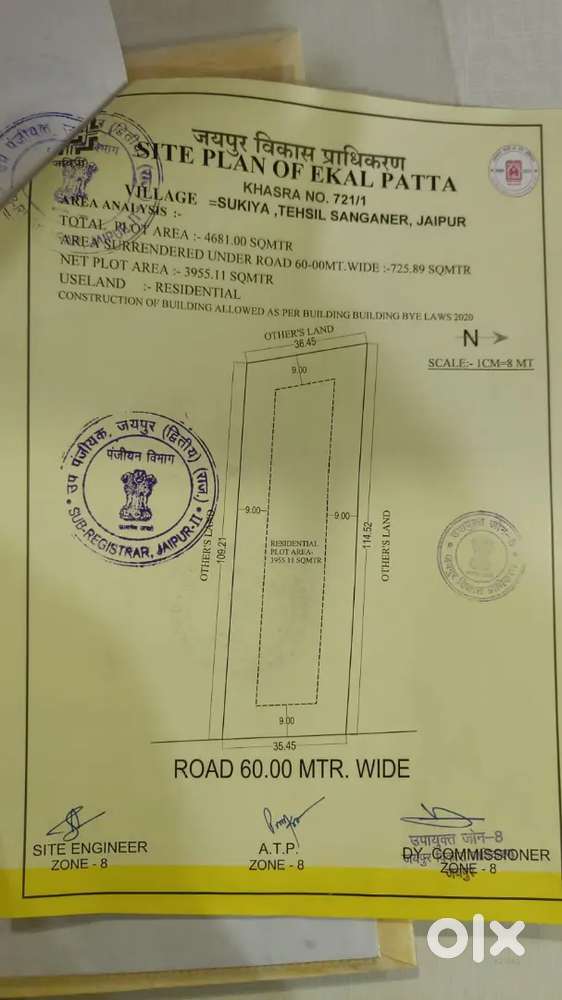 जयपुर विकास प्राधिकरण
SITE PLAN OF EKAL PATTA
KHASRA NO. 721/1
VILLAGE =SUKIYA ,TEHSIL SANGANER, JAIPUR
AREA ANALYSIS :-
TOTAL PLOT AREA :- 4681.00 SQMTR
AREA SURRENDERED UNDER ROAD 60-00MT.WIDE :-725.89 SQMTR
NET PLOT AREA :- 3955.11 SQMTR
USELAND :- RESIDENTIAL
CONSTRUCTION OF BUILDING ALLOWED AS PER BUILDING BUILDING BYE LAWS 2020
N
SCALE:- 1CM=8 MT
OTHER'S LAND
36.45
9.00
उप पंजीयक, जयपुर (द्वितीय) (राज.)
पंजीयन विभाग
SUB-REGISTRAR, JAIPUR-II
OTHER'S LAND
109.21
9.00
RESIDENTIAL
PLOT AREA-
3955.11 SQMTR
9.00
114.52
OTHER'S LAND
उपायुक्त जोन-8
जयपुर विकास प्राधिकरण
9.00
35.45
ROAD 60.00 MTR. WIDE
SITE ENGINEER
ZONE - 8
A.T.P.
ZONE - 8
उपायुक्त जोन-8
DY. COMMISSIONER
ZONE - 8
जयपुर
olx